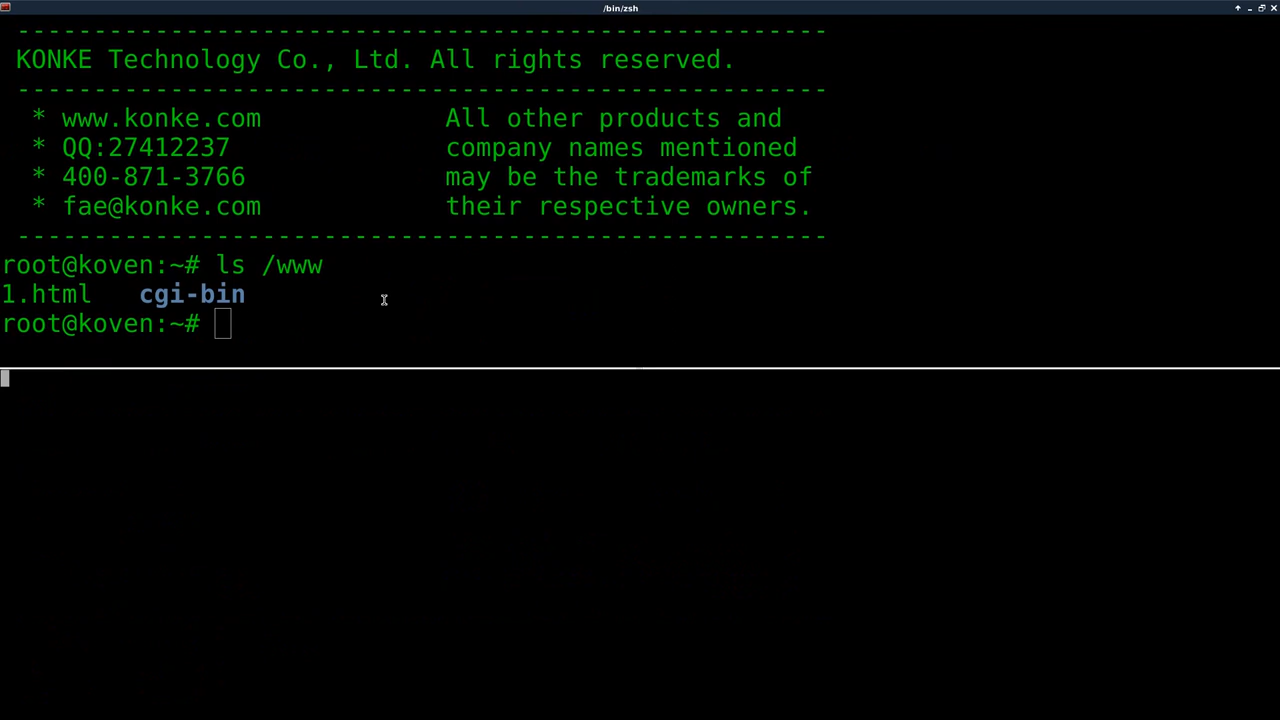 /bin/zsh
-----------------------------------------------------
KONKE Technology Co., Ltd. All rights reserved.
-----------------------------------------------------
* www.konke.com All other products and
* QQ:27412237 company names mentioned
* 400-871-3766 may be the trademarks of
* fae@konke.com their respective owners.
-----------------------------------------------------
root@koven:~# ls /www
1.html cgi-bin
root@koven:~#